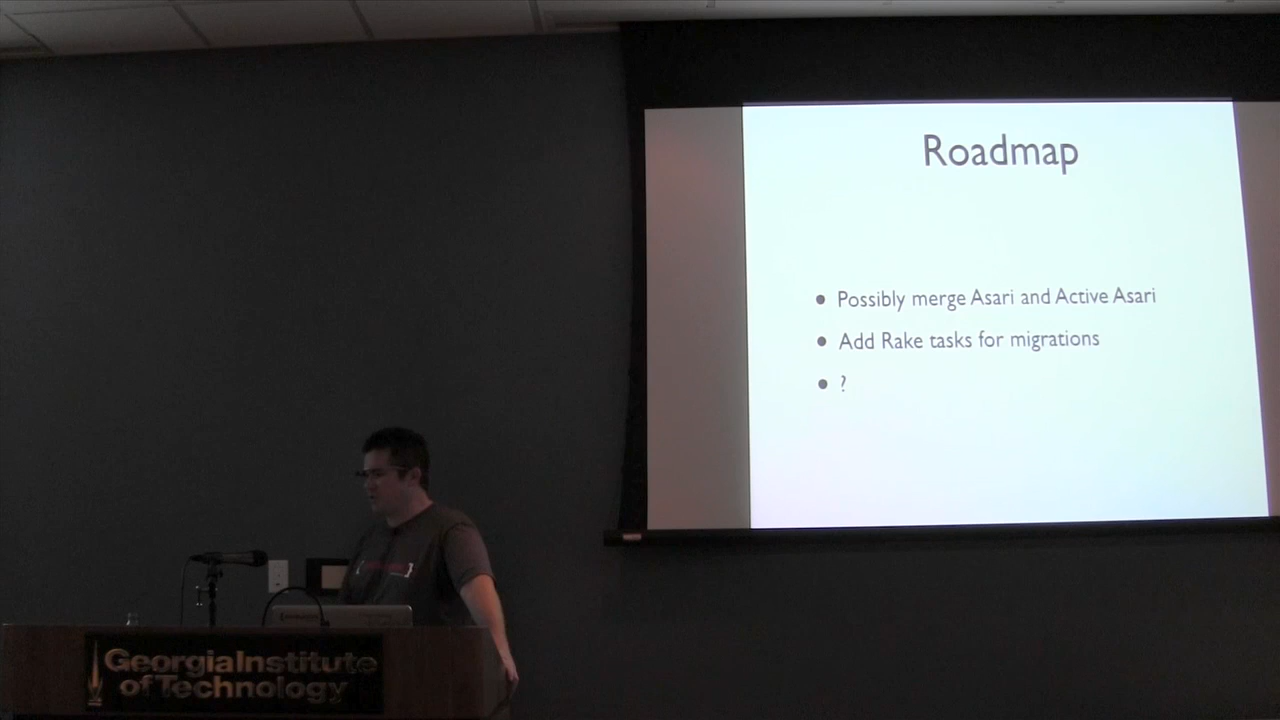 Roadmap
• Possibly merge Asari and Active Asari
• Add Rake tasks for migrations
• ?
Georgia Institute
of Technology